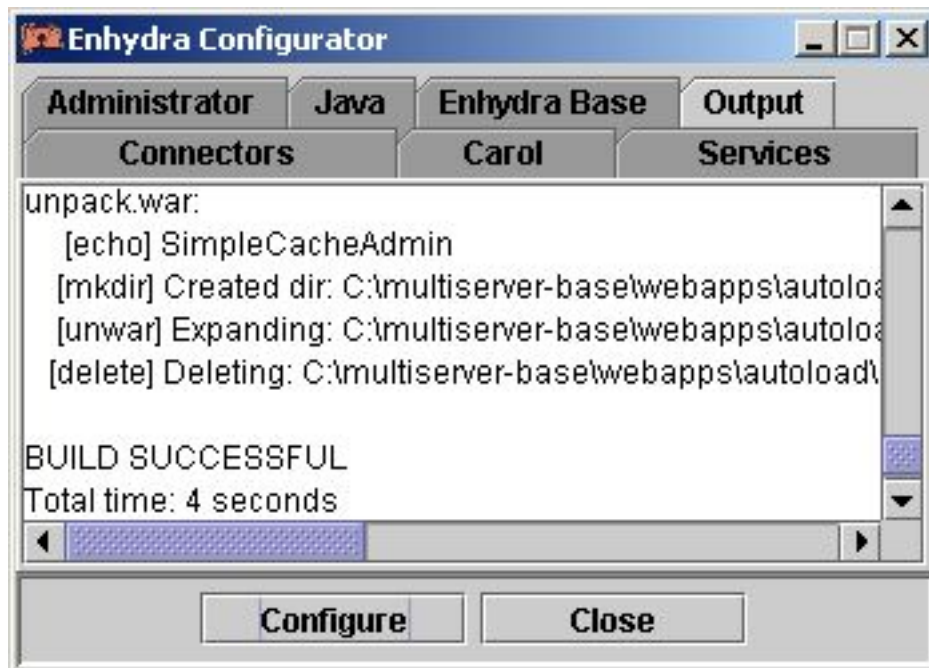 Enhydra Configurator
Administrator Java Enhydra Base Output
Connectors Carol Services
unpack.war:
[echo] SimpleCacheAdmin
[mkdir] Created dir: C:\multiserver-base\webapps\autoloa
[unwar] Expanding: C:\multiserver-base\webapps\autoloa
[delete] Deleting: C:\multiserver-base\webapps\autoload\
BUILD SUCCESSFUL
Total time: 4 seconds
Configure Close